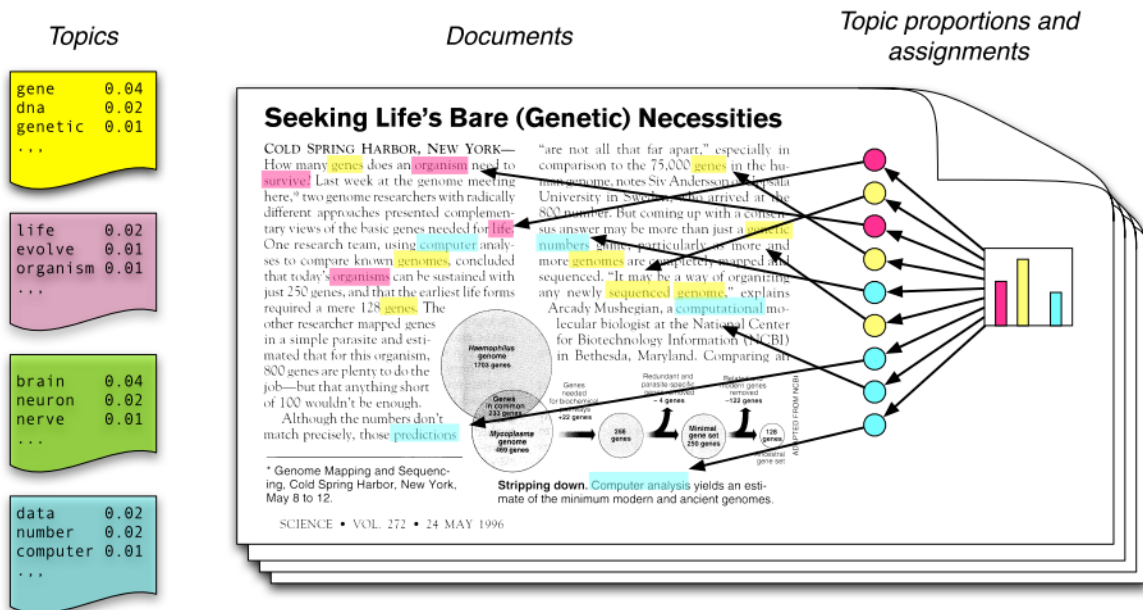 Topics
Documents
Topic proportions and
assignments
gene 0.04
dna 0.02
genetic 0.01
.,,
life 0.02
evolve 0.01
organism 0.01
.,,
brain 0.04
neuron 0.02
nerve 0.01
...
data 0.02
number 0.02
computer 0.01
.,,
Seeking Life's Bare (Genetic) Necessities
COLD SPRING HARBOR, NEW YORK—
How many genes does an organism need to
survive? Last week at the genome meeting
here,* two genome researchers with radically
different approaches presented complemen-
tary views of the basic genes needed for life.
One research team, using computer analy-
ses to compare known genomes, concluded
that today's organisms can be sustained with
just 250 genes, and that the earliest life forms
required a mere 128 genes. The
other researcher mapped genes
in a simple parasite and esti-
mated that for this organism,
800 genes are plenty to do the
job—but that anything short
of 100 wouldn't be enough.
Although the numbers don't
match precisely, those predictions
* Genome Mapping and Sequenc-
ing, Cold Spring Harbor, New York,
May 8 to 12.
"are not all that far apart," especially in
comparison to the 75,000 genes in the hu-
man genome, notes Siv Andersson of Uppsala
University in Sweden, who arrived at the
800 number. But coming up with a consen-
sus answer may be more than just a genetic
numbers game, particularly as more and
more genomes are completely mapped and
sequenced. "It may be a way of organizing
any newly sequenced genome," explains
Arcady Mushegian, a computational mo-
lecular biologist at the National Center
for Biotechnology Information (NCBI)
in Bethesda, Maryland. Comparing an
Haemophilus
genome
1703 genes
Genes
in common
233 genes
Mycoplasma
genome
469 genes
Genes
needed
for biochemical
+22 genes
Redundant and
parasite-specific
genes removed
– 4 genes
modern genes
removed
–122 genes
genes
Minimal
gene set
250 genes
128
genes
Ancestral
gene set
ADAPTED FROM NCBI
Stripping down. Computer analysis yields an esti-
mate of the minimum modern and ancient genomes.
SCIENCE • VOL. 272 • 24 MAY 1996